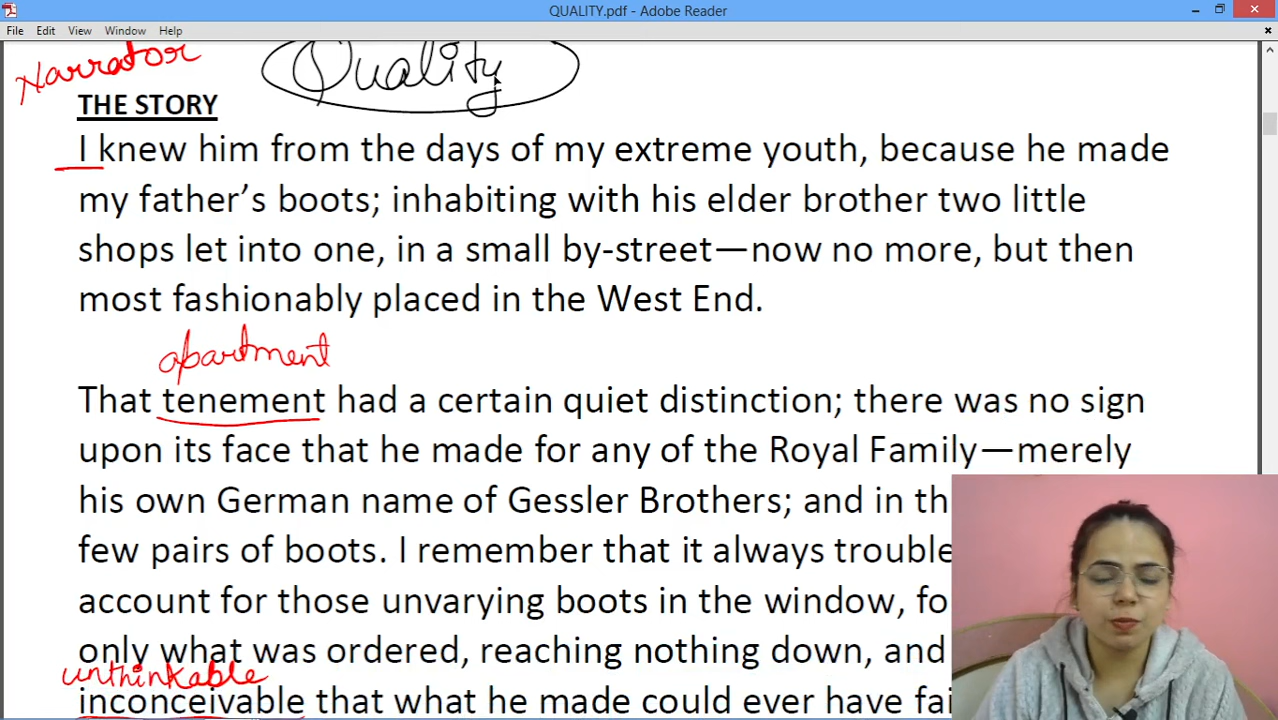 QUALITY.pdf - Adobe Reader
File Edit View Window Help
Narrator
Quality
THE STORY
I knew him from the days of my extreme youth, because he made
my father’s boots; inhabiting with his elder brother two little
shops let into one, in a small by-street—now no more, but then
most fashionably placed in the West End.
apartment
That tenement had a certain quiet distinction; there was no sign
upon its face that he made for any of the Royal Family—merely
his own German name of Gessler Brothers; and in th
few pairs of boots. I remember that it always trouble
account for those unvarying boots in the window, fo
only what was ordered, reaching nothing down, and
unthinkable
inconceivable that what he made could ever have fai